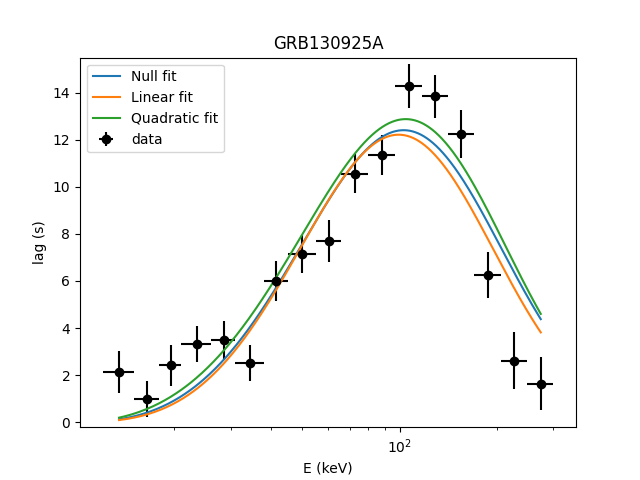 GRB130925A
Null fit
Linear fit
Quadratic fit
data
14
12
10
8
6
4
2
0
lag (s)
10²
E (keV)